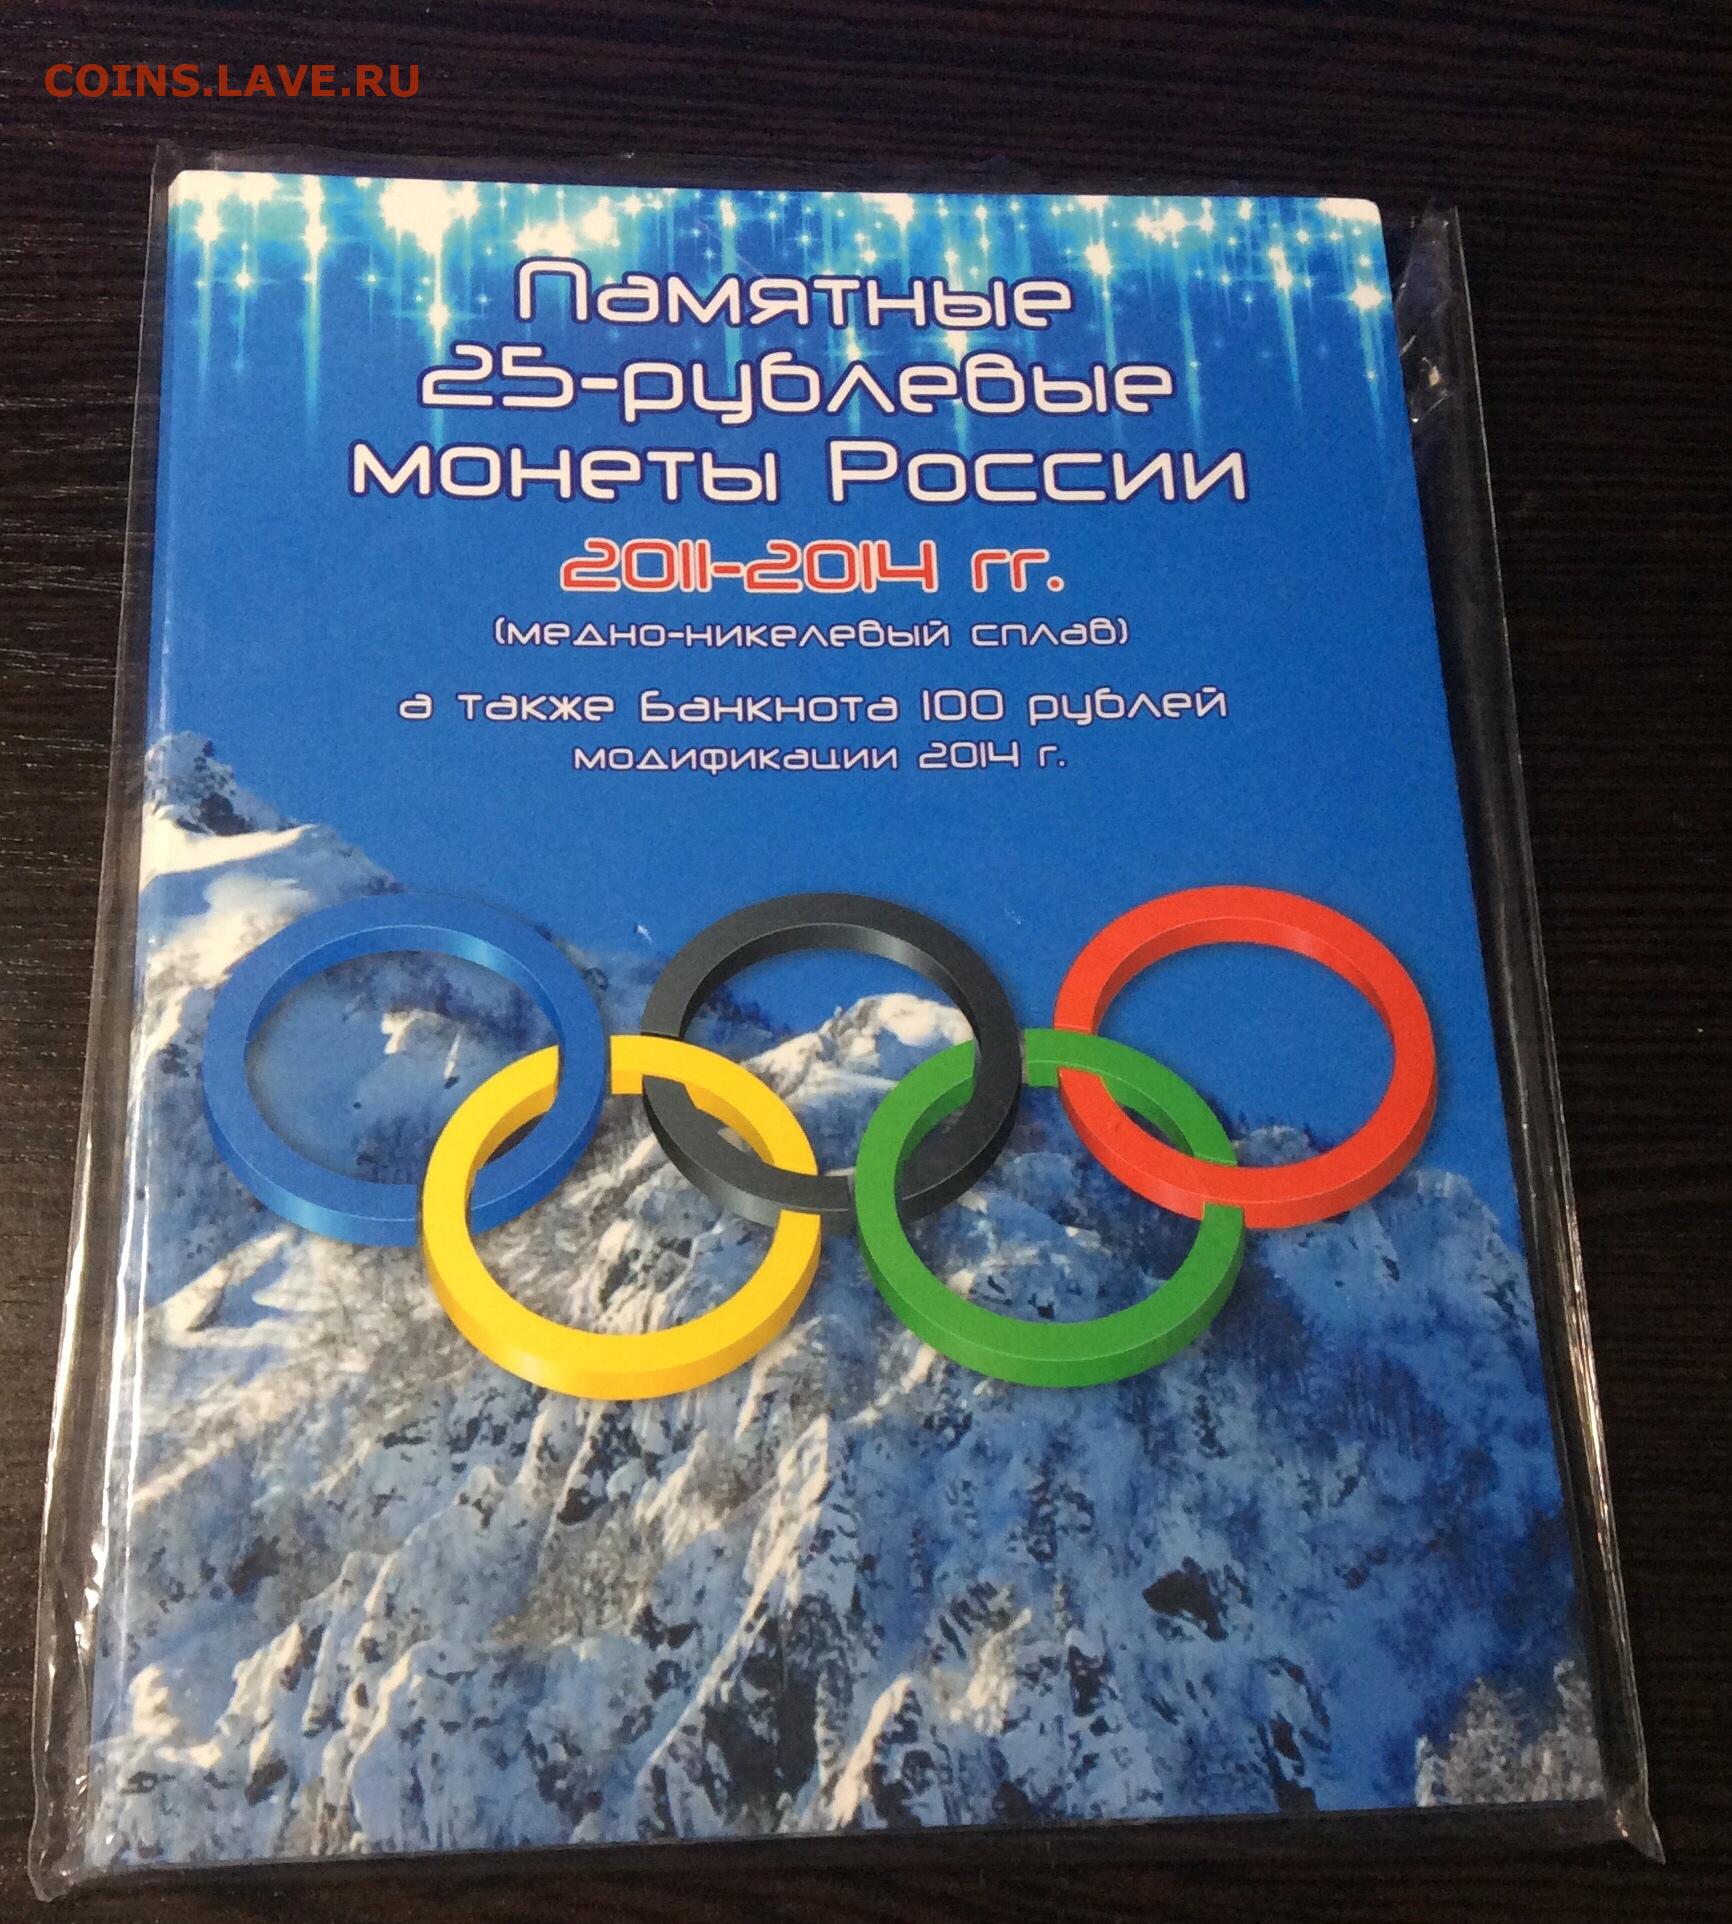 COINS.LAVE.RU
Памятные
25-рублевые
монеты России
2011-2014 гг.
(медно-никелевый сплав)
а также банкнота 100 рублей
модификации 2014 г.